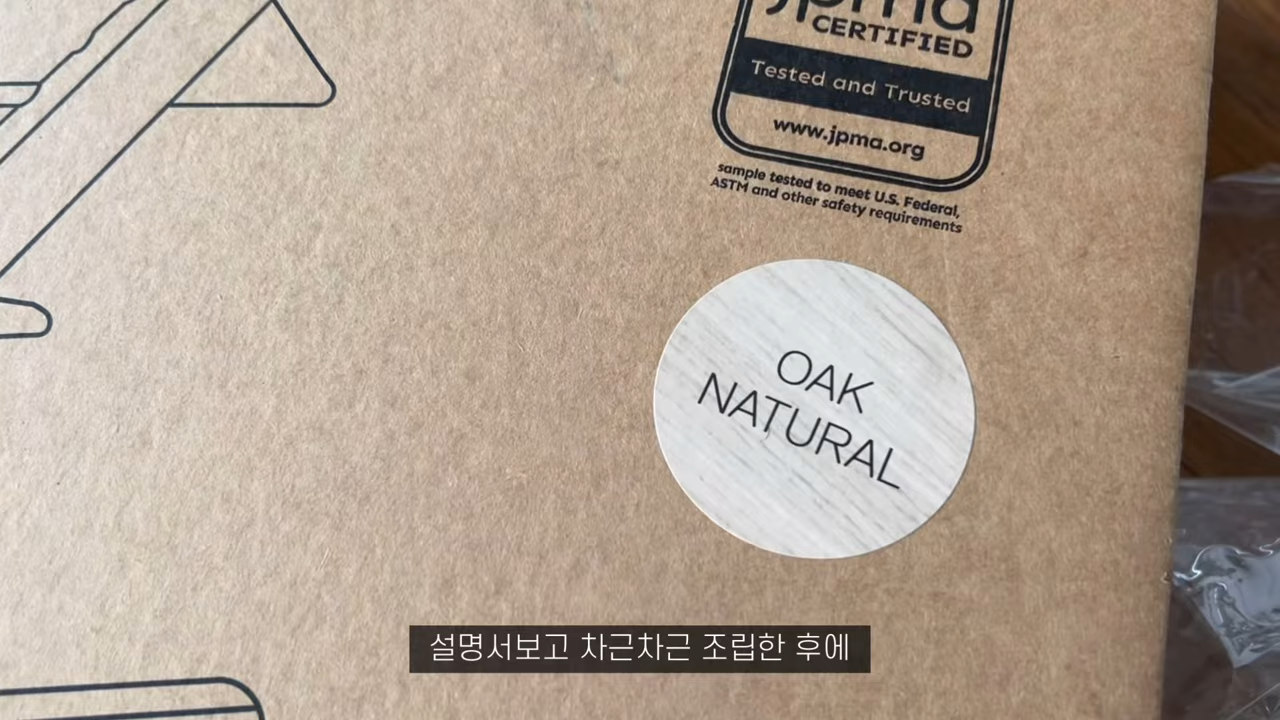 jpma
CERTIFIED
Tested and Trusted
www.jpma.org
sample tested to meet U.S. Federal,
ASTM and other safety requirements
OAK
NATURAL
설명서보고 차근차근 조립한 후에